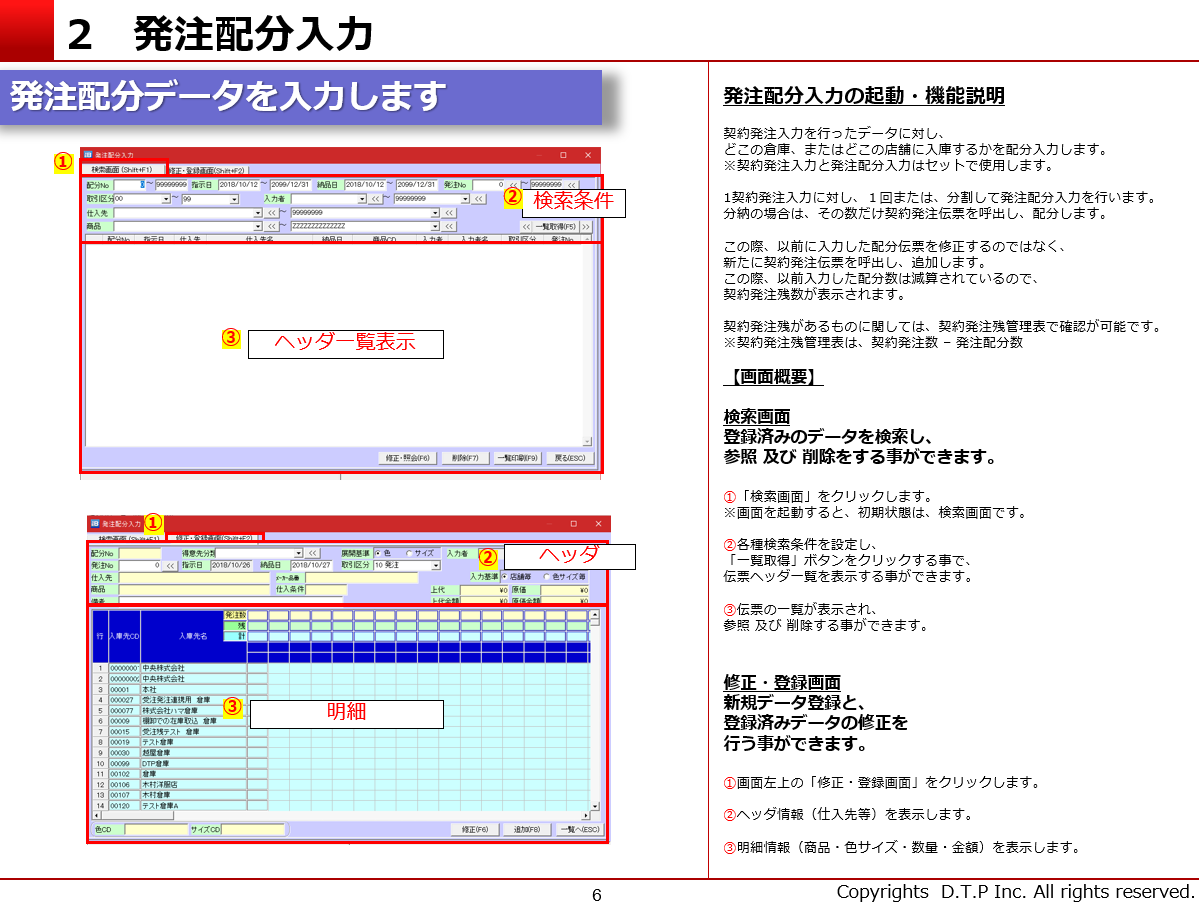 2　発注配分入力
発注配分データを入力します
①
発注配分入力
検索画面 (Shift+F1)
修正・登録画面(Shift+F2)
配分No 1 ～ 99999999 指示日 2018/10/12 ～ 2099/12/31 納品日 2018/10/12 ～ 2099/12/31 発注No 0 << ～ 99999999 <<
取引区分 00 ～ 99 入力者 << ～ 99999999 <<
仕入先 << ～ 99999999 <<
商品 << ～ ZZZZZZZZZZZZZ << << 一覧取得(F5) >>
② 検索条件
配分No 指示日 仕入先 仕入先名 納品日 商品CD 入力者 入力者名 取引区分 発注No
③ ヘッダ一覧表示
修正・照会(F6) 削除(F7) 一覧印刷(F9) 戻る(ESC)
発注配分入力 ①
検索画面 (Shift+F1) 修正・登録画面(Shift+F2)
配分No 得意先分類 << 展開基準 色 サイズ 入力者
発注No 0 << 指示日 2018/10/26 納品日 2018/10/27 取引区分 10 発注
② ヘッダ
仕入先 メーカー品番 入力基準 店舗毎 色サイズ毎
商品 仕入条件 上代 ¥0 原価 ¥0
備考 上代金額 ¥0 原価金額 ¥0
行 入庫先CD 入庫先名 発注数
残
計
1 0000000 中央株式会社
2 0000000 中央株式会社
3 00001 本社
4 000027 受注発注連携用 倉庫
5 000077 株式会社ハマ倉庫
6 00009 棚卸での在庫取込 倉庫
7 00015 受注残テスト 倉庫
8 00019 テスト倉庫
9 00030 越屋倉庫
10 00099 DTP倉庫
11 00102 倉庫
12 00106 木村洋服店
13 00107 木村倉庫
14 00120 テスト倉庫A
③ 明細
色CD サイズCD 修正(F6) 追加(F8) 一覧へ(ESC)
発注配分入力の起動・機能説明
契約発注入力を行ったデータに対し、
どこの倉庫、またはどこの店舗に入庫するかを配分入力します。
※契約発注入力と発注配分入力はセットで使用します。
1契約発注入力に対し、１回または、分割して発注配分入力を行います。
分納の場合は、その数だけ契約発注伝票を呼出し、配分します。
この際、以前に入力した配分伝票を修正するのではなく、
新たに契約発注伝票を呼出し、追加します。
この際、以前入力した配分数は減算されているので、
契約発注残数が表示されます。
契約発注残があるものに関しては、契約発注残管理表で確認が可能です。
※契約発注残管理表は、契約発注数 – 発注配分数
【画面概要】
検索画面
登録済みのデータを検索し、
参照 及び 削除をする事ができます。
①「検索画面」をクリックします。
※画面を起動すると、初期状態は、検索画面です。
②各種検索条件を設定し、
「一覧取得」ボタンをクリックする事で、
伝票ヘッダ一覧を表示する事ができます。
③伝票の一覧が表示され、
参照 及び 削除する事ができます。
修正・登録画面
新規データ登録と、
登録済みデータの修正を
行う事ができます。
①画面左上の「修正・登録画面」をクリックします。
②ヘッダ情報（仕入先等）を表示します。
③明細情報（商品・色サイズ・数量・金額）を表示します。
6
Copyrights D.T.P Inc. All rights reserved.